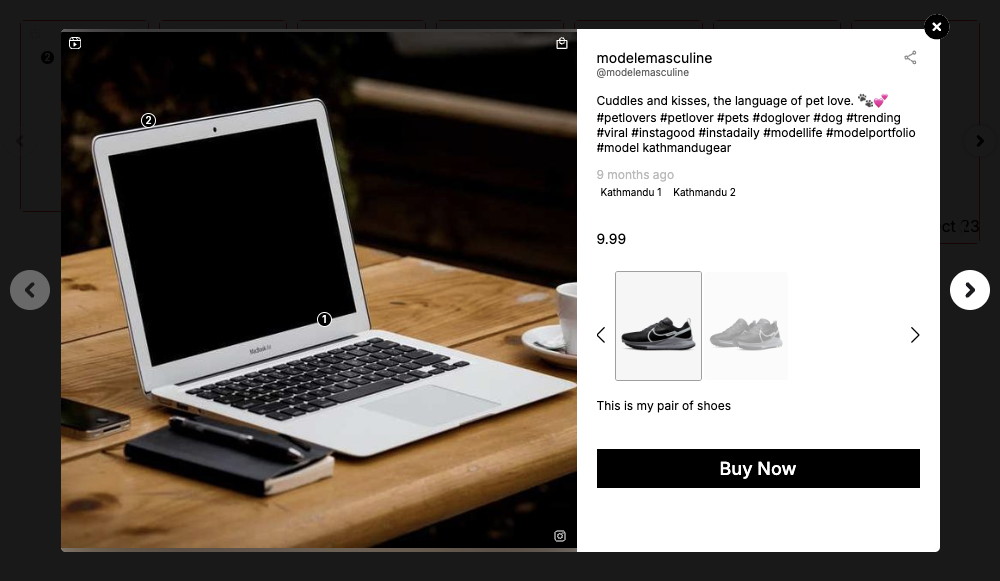 2
2
MacBook Air
1
modelemasculine
@modelemasculine
Cuddles and kisses, the language of pet love. 🐾💕
#petlovers #petlover #pets #doglover #dog #trending
#viral #instagood #instadaily #modellife #modelportfolio
#model kathmandugear
9 months ago
Kathmandu 1 Kathmandu 2
9.99
This is my pair of shoes
Buy Now
ct 23